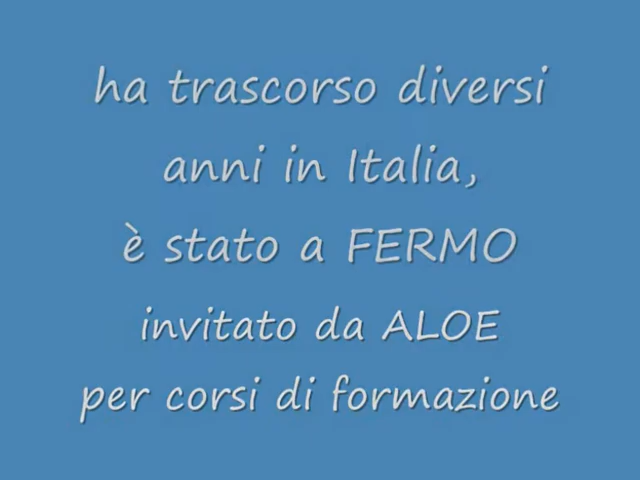 ha trascorso diversi
anni in Italia,
è stato a FERMO
invitato da ALOE
per corsi di formazione